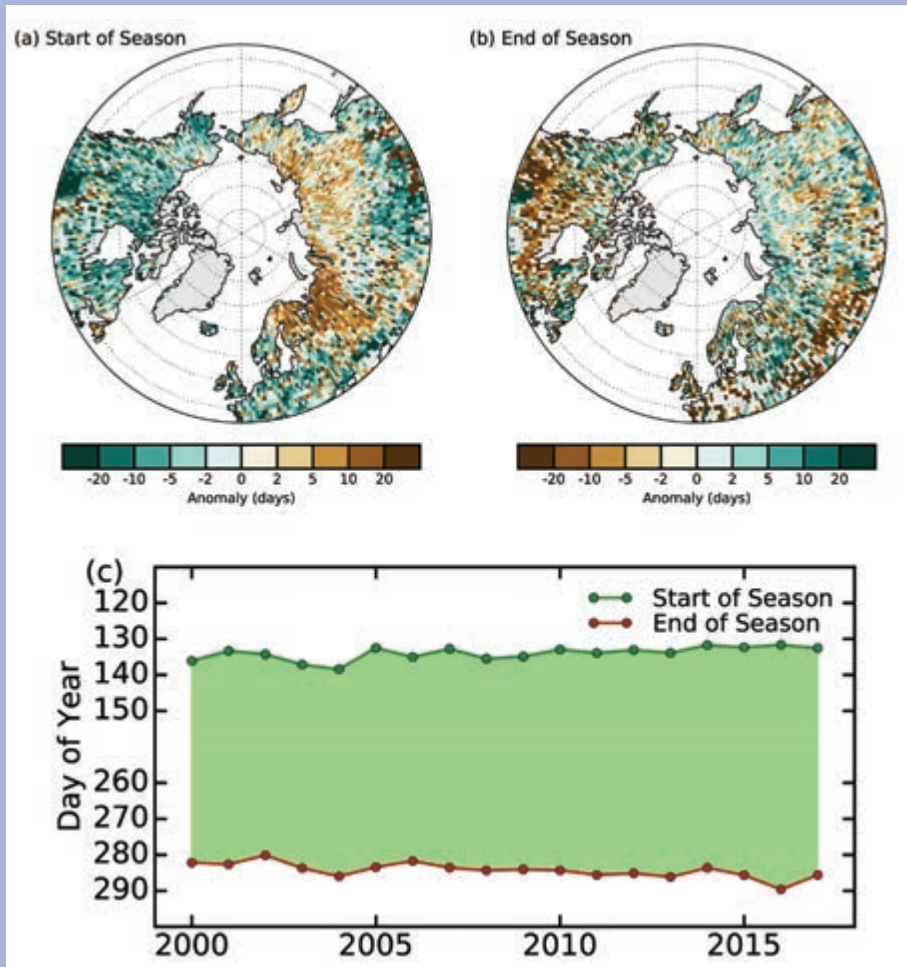 (a) Start of Season
(b) End of Season
-20 -10 -5 -2 0 2 5 10 20
Anomaly (days)
-20 -10 -5 -2 0 2 5 10 20
Anomaly (days)
(c)
Start of Season
End of Season
Day of Year
120
130
140
150
260
270
280
290
2000 2005 2010 2015